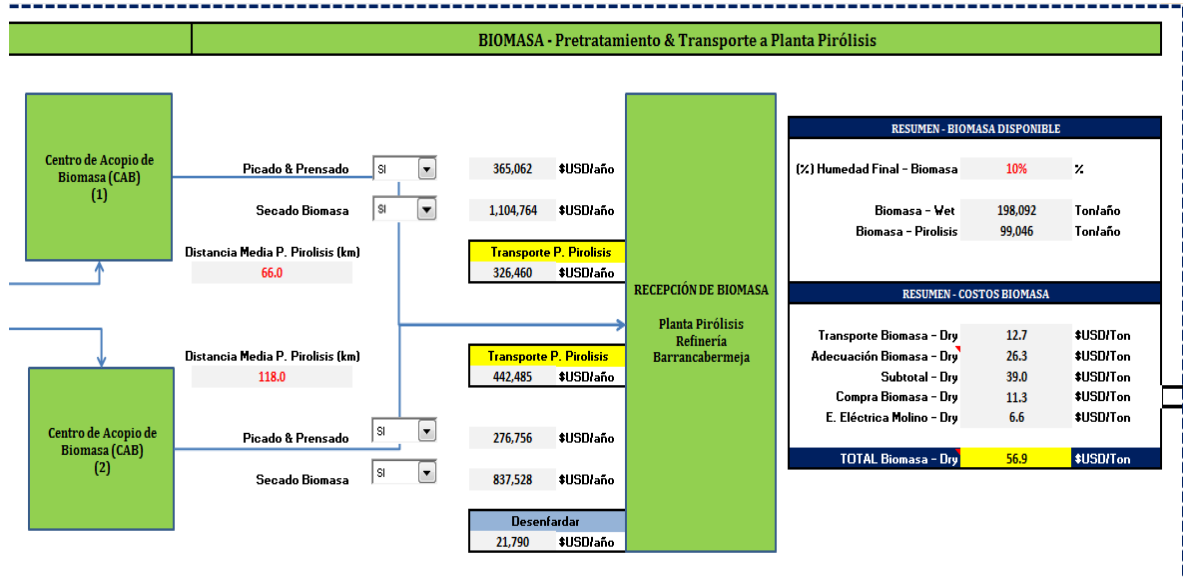 BIOMASA - Pretratamiento & Transporte a Planta Pirólisis
Centro de Acopio de
Biomasa (CAB)
(1)
Picado & Prensado SI 365,062 $USD/año
Secado Biomasa SI 1,104,764 $USD/año
Distancia Media P. Pirolisis (km)
66.0
Transporte P. Pirolisis
326,460 $USD/año
Distancia Media P. Pirolisis (km)
118.0
Transporte P. Pirolisis
442,485 $USD/año
Centro de Acopio de
Biomasa (CAB)
(2)
Picado & Prensado SI 276,756 $USD/año
Secado Biomasa SI 837,528 $USD/año
Desenfardar
21,790 $USD/año
RECEPCIÓN DE BIOMASA
Planta Pirólisis
Refinería
Barrancabermeja
RESUMEN - BIOMASA DISPONIBLE
(%) Humedad Final - Biomasa 10% %
Biomasa - Wet 198,092 Ton/año
Biomasa - Pirolisis 99,046 Ton/año
RESUMEN - COSTOS BIOMASA
Transporte Biomasa - Dry 12.7 $USD/Ton
Adecuación Biomasa - Dry 26.3 $USD/Ton
Subtotal - Dry 39.0 $USD/Ton
Compra Biomasa - Dry 11.3 $USD/Ton
E. Eléctrica Molino - Dry 6.6 $USD/Ton
TOTAL Biomasa - Dry 56.9 $USD/Ton